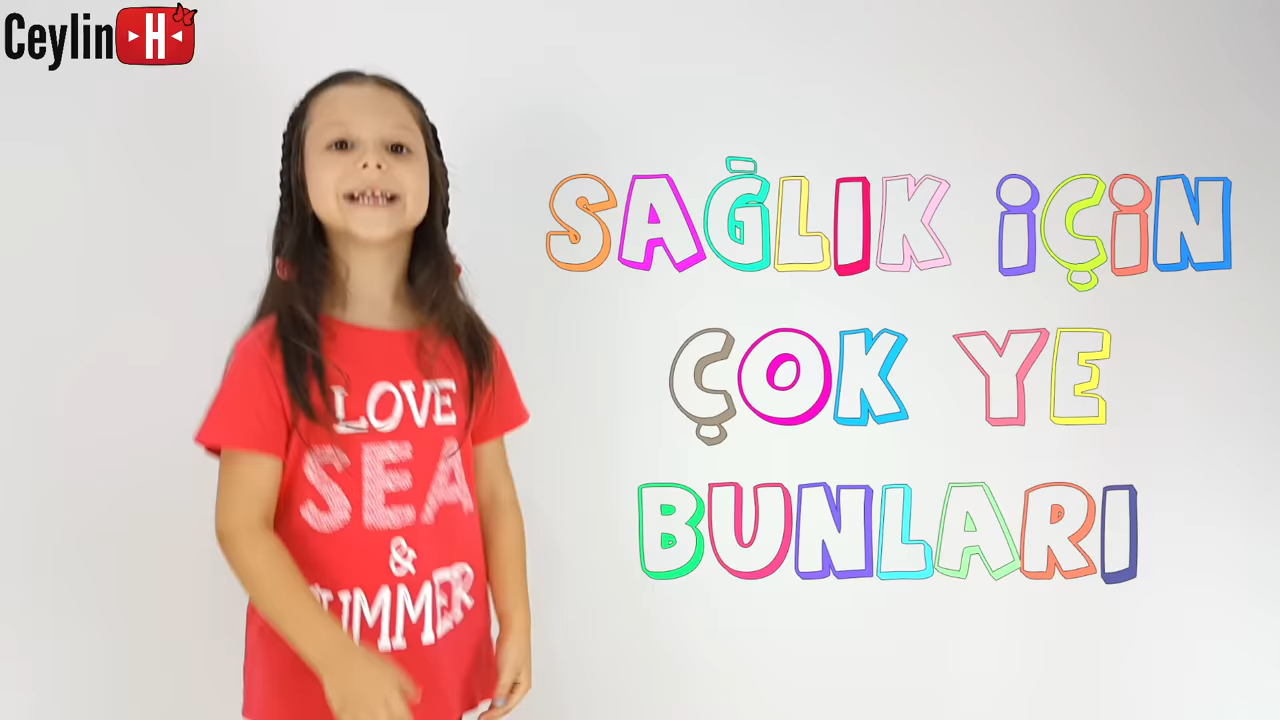 Ceylin H
SAĞLIK İÇİN
ÇOK YE
BUNLARI
LOVE
SEA
&
SUMMER